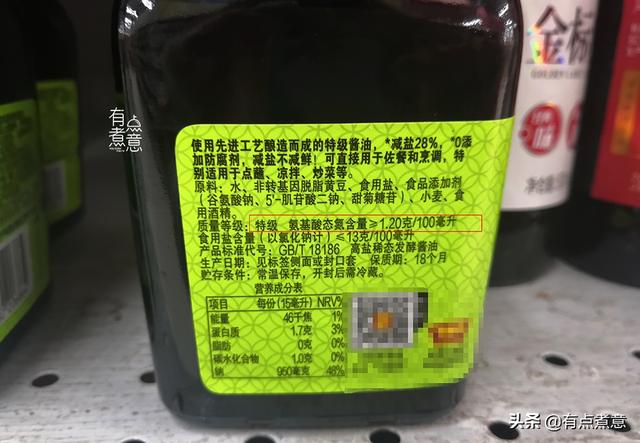 有点煮意
使用先进工艺酿造而成的特级酱油，*减盐28%，*0添
加防腐剂，减盐不减鲜！可直接用于佐餐和烹调，特
别适用于点蘸、凉拌、炒菜等。
原料：水、非转基因脱脂黄豆、食用盐、食品添加剂
（谷氨酸钠、5'-肌苷酸二钠、甜菊糖苷）、小麦、食
用酒精。
质量等级：特级 氨基酸态氮含量≥1.20克/100毫升
食用盐含量（以氯化钠计）≤13克/100毫升
产品标准代号：GB/T 18186 高盐稀态发酵酱油
生产日期：见标签侧面或封口套 保质期：18个月
贮存条件：常温保存，开封后需冷藏。
营养成分表
项目 每份（15毫升） NRV%
能量 46千焦 1%
蛋白质 1.7克 3%
脂肪 0克 0%
碳水化合物 1.0克 0%
钠 950毫克 48%
金标
GOLDEN LABEL
头条 @有点煮意